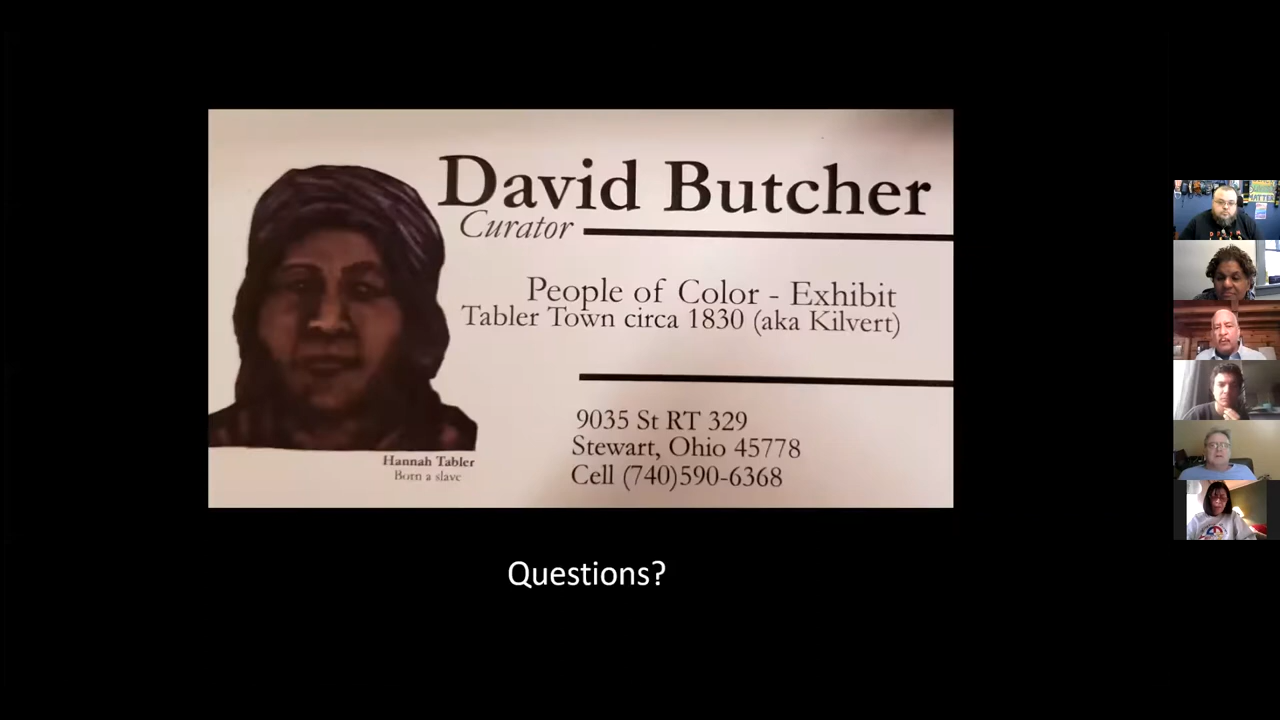 David Butcher
Curator
People of Color - Exhibit
Tabler Town circa 1830 (aka Kilvert)
9035 St RT 329
Stewart, Ohio 45778
Cell (740)590-6368
Hannah Tabler
Born a slave
Questions?
MATTER